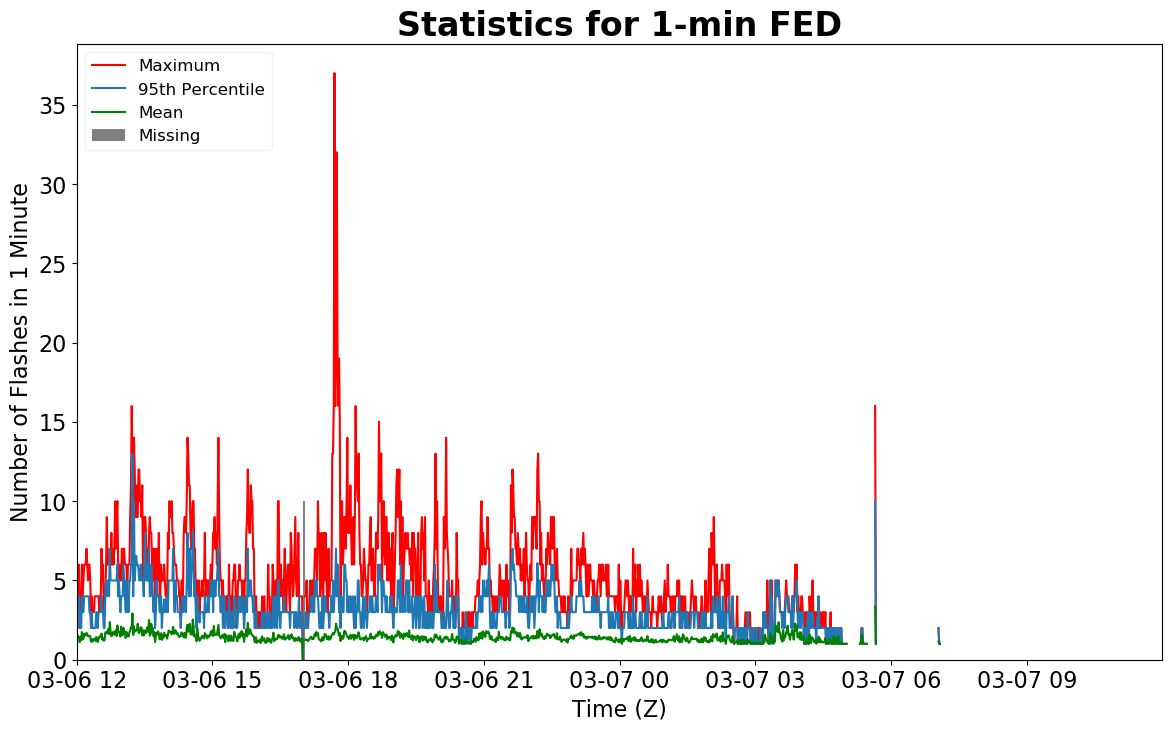 Statistics for 1-min FED
Maximum
95th Percentile
Mean
Missing
Number of Flashes in 1 Minute
35
30
25
20
15
10
5
0
03-06 12 03-06 15 03-06 18 03-06 21 03-07 00 03-07 03 03-07 06 03-07 09
Time (Z)